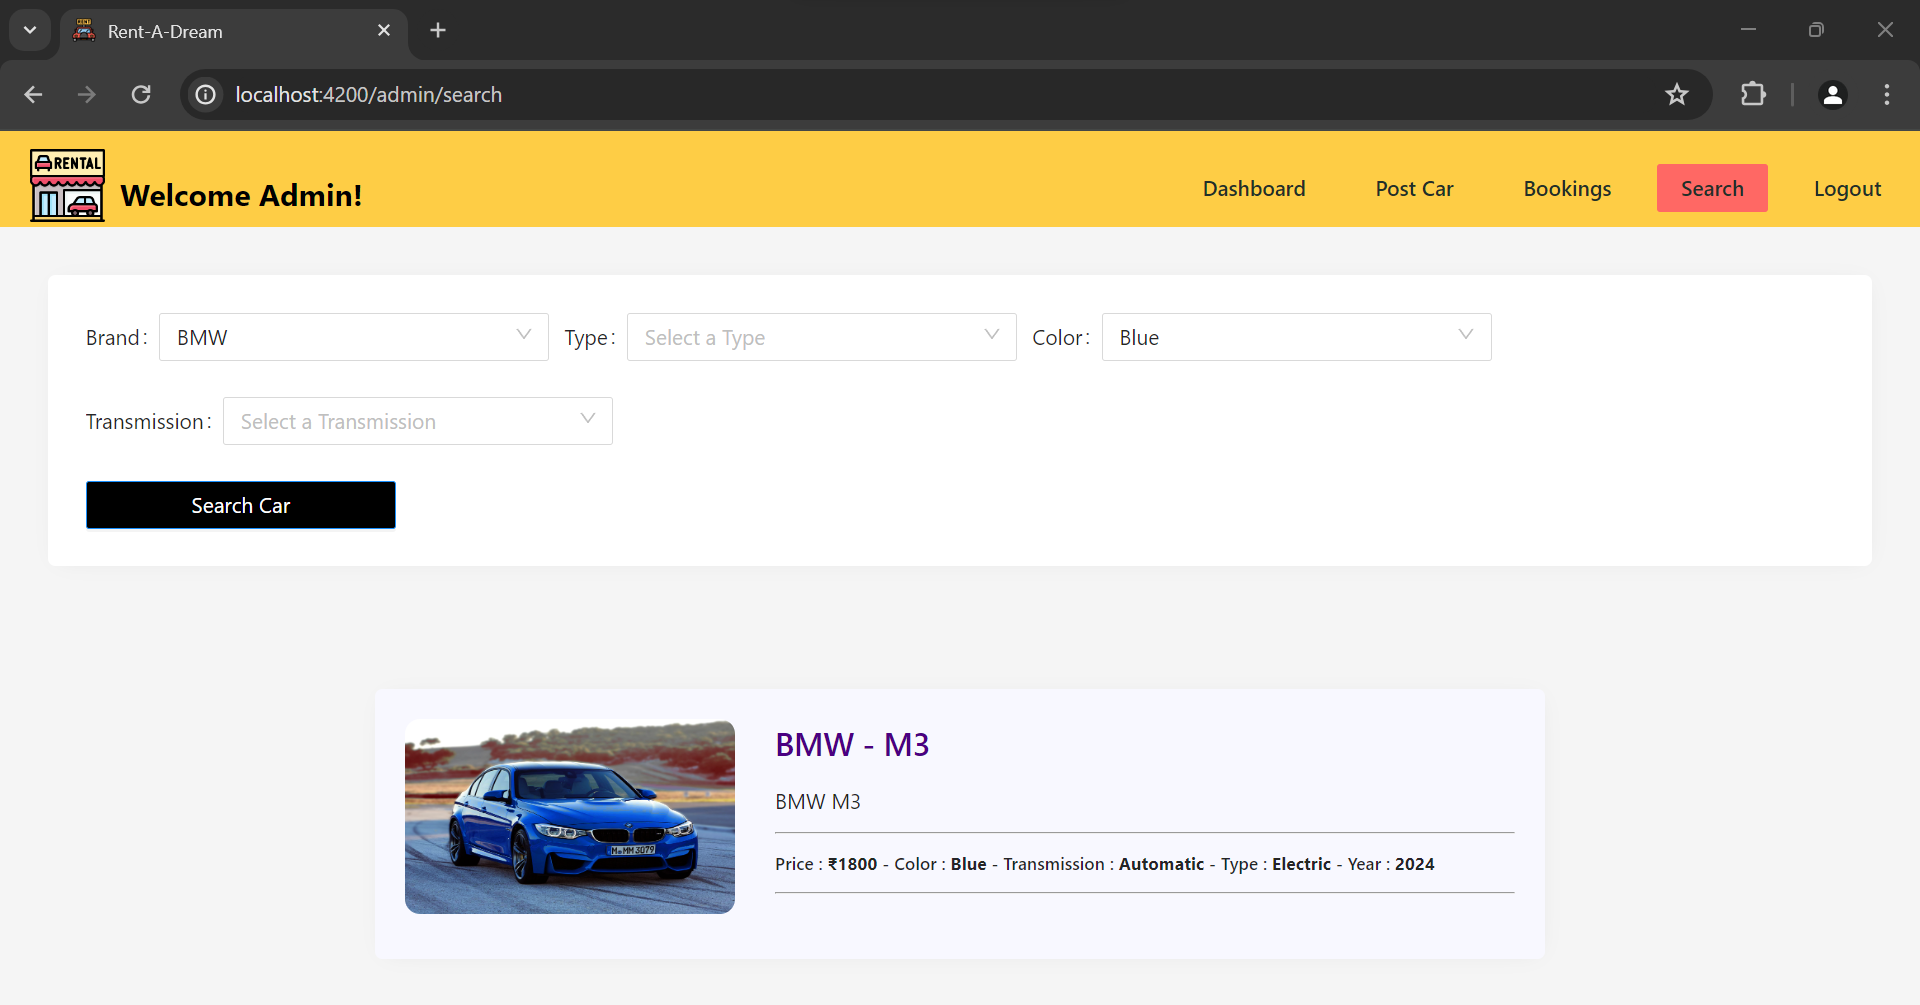 Rent-A-Dream
localhost:4200/admin/search
RENTAL
Welcome Admin!
Dashboard
Post Car
Bookings
Search
Logout
Brand: BMW
Type: Select a Type
Color: Blue
Transmission: Select a Transmission
Search Car
BMW - M3
BMW M3
Price : ₹1800 - Color : Blue - Transmission : Automatic - Type : Electric - Year : 2024